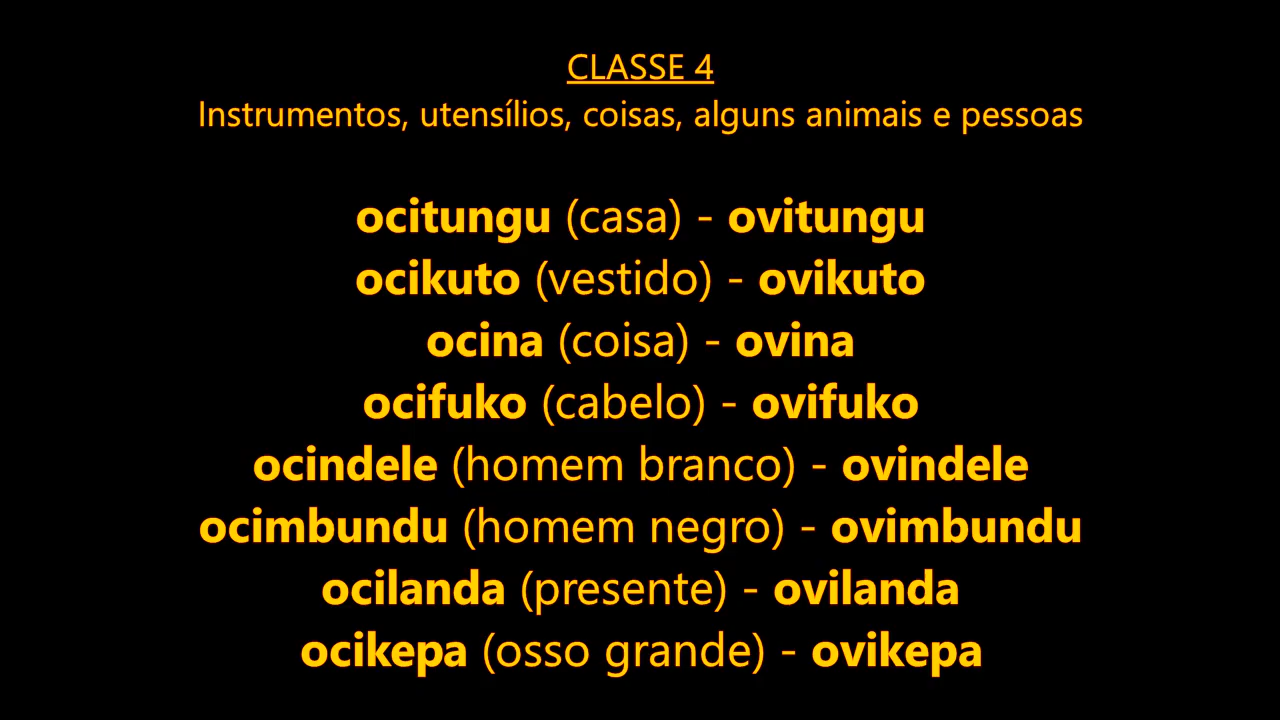 CLASSE 4
Instrumentos, utensílios, coisas, alguns animais e pessoas
ocitungu (casa) - ovitungu
ocikuto (vestido) - ovikuto
ocina (coisa) - ovina
ocifuko (cabelo) - ovifuko
ocindele (homem branco) - ovindele
ocimbundu (homem negro) - ovimbundu
ocilanda (presente) - ovilanda
ocikepa (osso grande) - ovikepa